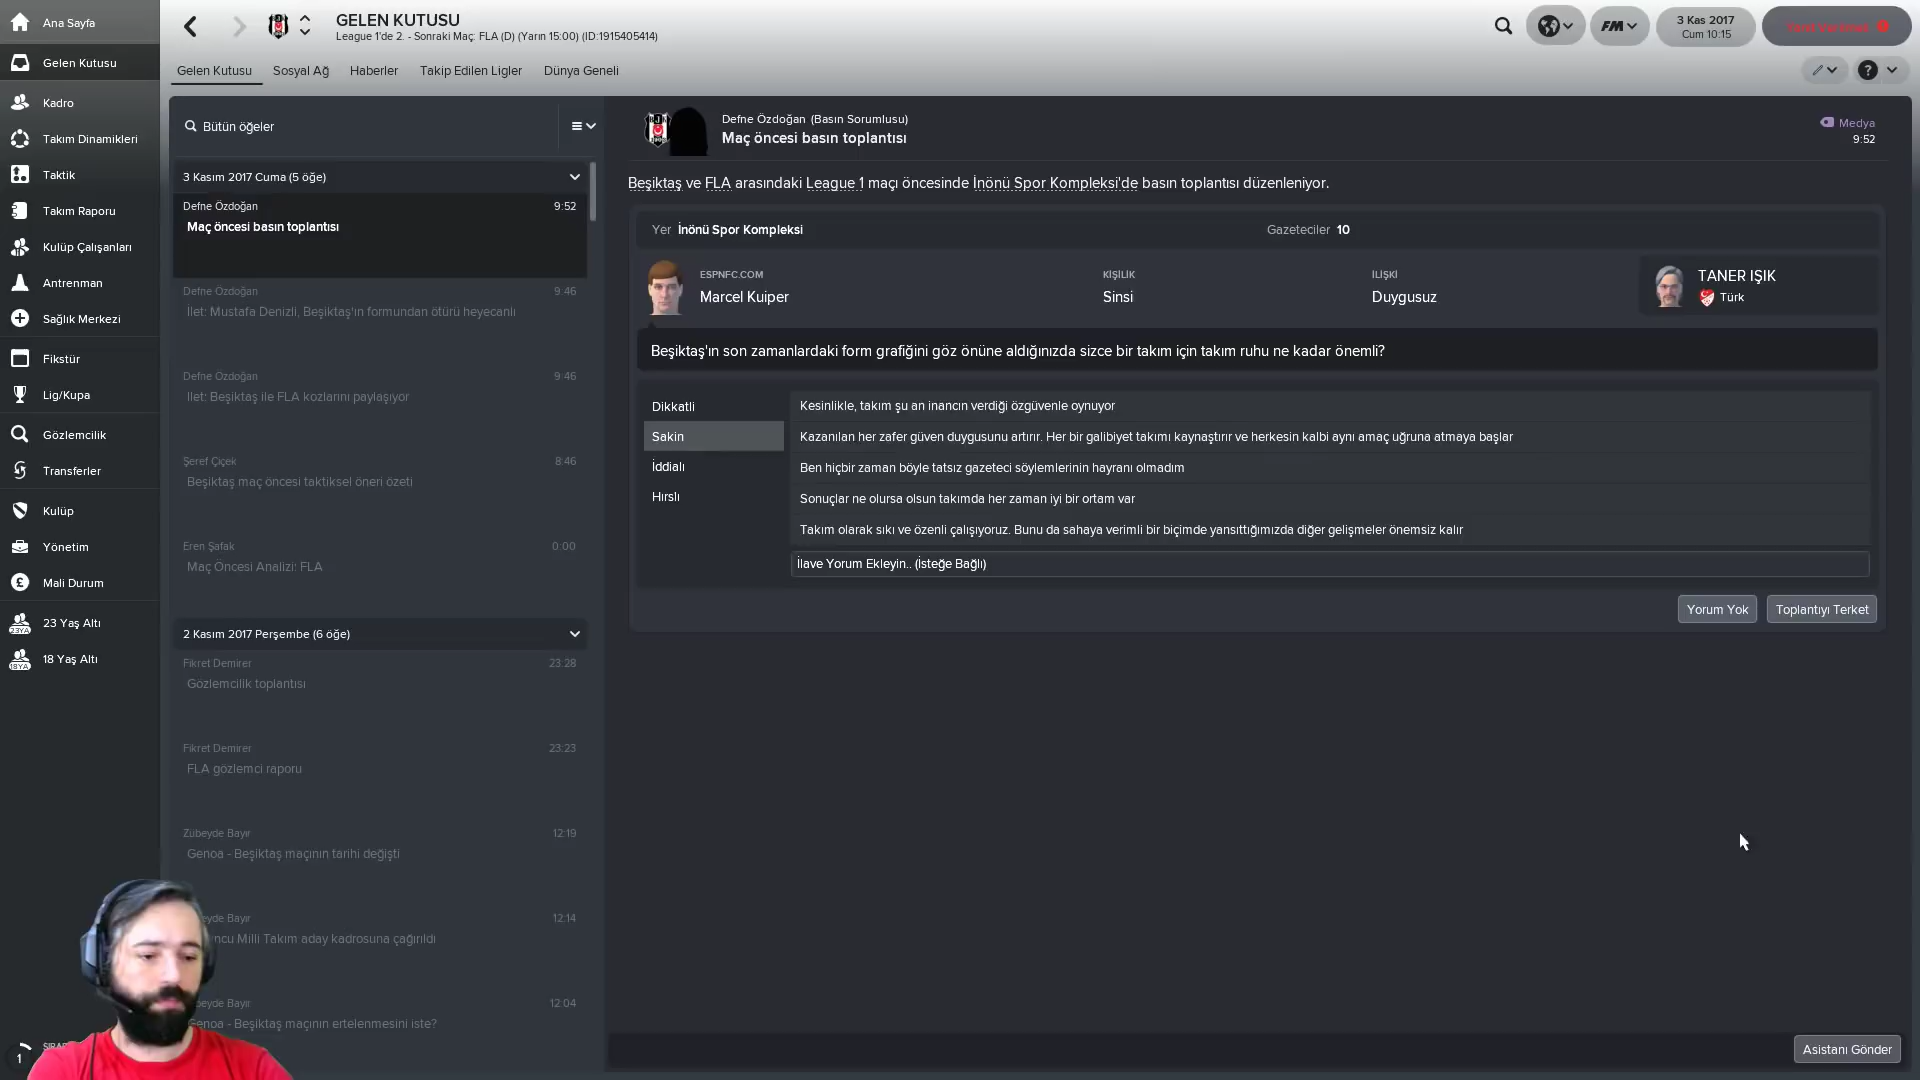 Ana Sayfa
Gelen Kutusu
Kadro
Takım Dinamikleri
Taktik
Takım Raporu
Kulüp Çalışanları
Antrenman
Sağlık Merkezi
Fikstür
Lig/Kupa
Gözlemcilik
Transferler
Kulüp
Yönetim
Mali Durum
23 Yaş Altı
18 Yaş Altı
1
GELEN KUTUSU
League 1'de 2. - Sonraki Maç: FLA (D) (Yarın 15:00) (ID:1915405414)
FM
3 Kas 2017
Cum 10:15
Gelen Kutusu
Sosyal Ağ
Haberler
Takip Edilen Ligler
Dünya Geneli
Bütün öğeler
3 Kasım 2017 Cuma (5 öğe)
Defne Özdoğan 9:52
Maç öncesi basın toplantısı
Defne Özdoğan 9:46
İlet: Mustafa Denizli, Beşiktaş'ın formundan ötürü heyecanlı
Defne Özdoğan 9:46
İlet: Beşiktaş ile FLA kozlarını paylaşıyor
Şeref Çiçek 8:46
Beşiktaş maç öncesi taktiksel öneri özeti
Eren Şafak 0:00
Maç Öncesi Analizi: FLA
2 Kasım 2017 Perşembe (6 öğe)
Fikret Demirer 23:28
Gözlemcilik toplantısı
Fikret Demirer 23:23
FLA gözlemci raporu
Zübeyde Bayır 12:19
Genoa - Beşiktaş maçının tarihi değişti
Bayır 12:14
Milli Takım aday kadrosuna çağırıldı
Bayır 12:04
Genoa - Beşiktaş maçının ertelenmesini iste?
Defne Özdoğan (Basın Sorumlusu)
Maç öncesi basın toplantısı
Medya
9:52
Beşiktaş ve FLA arasındaki League 1 maçı öncesinde İnönü Spor Kompleksi'de basın toplantısı düzenleniyor.
Yer İnönü Spor Kompleksi
Gazeteciler 10
ESPNFC.COM
Marcel Kuiper
KİŞİLİK
Sinsi
İLİŞKİ
Duygusuz
TANER IŞIK
Türk
Beşiktaş'ın son zamanlardaki form grafiğini göz önüne aldığınızda sizce bir takım için takım ruhu ne kadar önemli?
Dikkatli
Sakin
İddialı
Hırslı
Kesinlikle, takım şu an inancın verdiği özgüvenle oynuyor
Kazanılan her zafer güven duygusunu artırır. Her bir galibiyet takımı kaynaştırır ve herkesin kalbi aynı amaç uğruna atmaya başlar
Ben hiçbir zaman böyle tatsız gazeteci söylemlerinin hayranı olmadım
Sonuçlar ne olursa olsun takımda her zaman iyi bir ortam var
Takım olarak sıkı ve özenli çalışıyoruz. Bunu da sahaya verimli bir biçimde yansıttığımızda diğer gelişmeler önemsiz kalır
İlave Yorum Ekleyin.. (İsteğe Bağlı)
Yorum Yok
Toplantıyı Terket
Asistanı Gönder